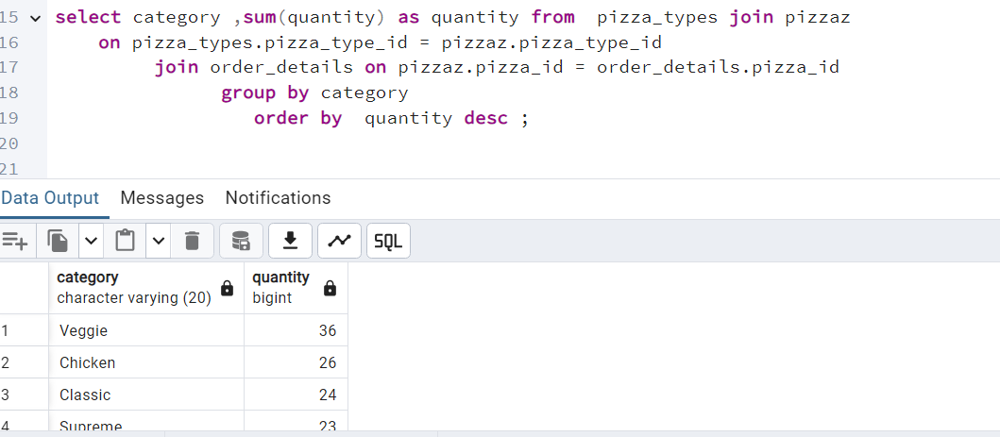 15 select category ,sum(quantity) as quantity from  pizza_types join pizzaz
16 on pizza_types.pizza_type_id = pizzaz.pizza_type_id
17 join order_details on pizzaz.pizza_id = order_details.pizza_id
18 group by category
19 order by  quantity desc ;
20
21
Data Output Messages Notifications
SQL
category quantity
character varying (20) bigint
1 Veggie 36
2 Chicken 26
3 Classic 24
4 Supreme 23